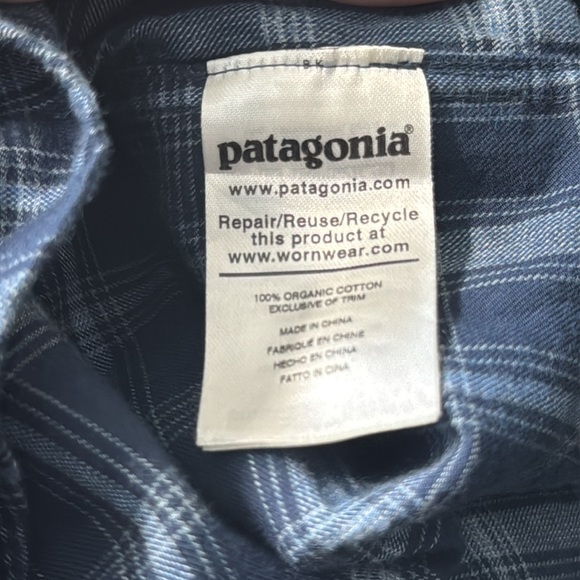 patagonia®
www.patagonia.com
Repair/Reuse/Recycle
this product at
www.wornwear.com
100% ORGANIC COTTON
EXCLUSIVE OF TRIM
MADE IN CHINA
FABRIQUÉ EN CHINE
HECHO EN CHINA
FATTO IN CINA